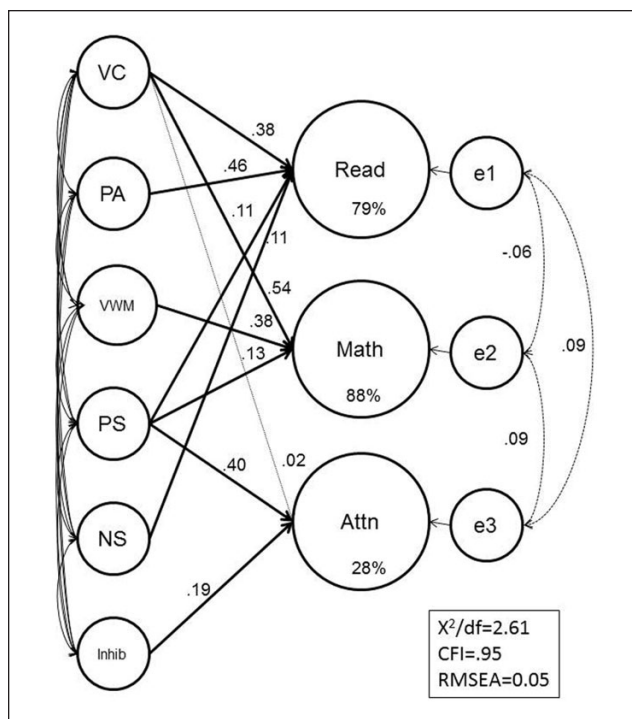 VC
.38
Read
79%
e1
PA
.46
.11
.11
-.06
VWM
.54
.38
Math
88%
e2
.09
.13
PS
.40
.02
.09
Attn
28%
e3
NS
.19
Inhib
X²/df=2.61
CFI=.95
RMSEA=0.05